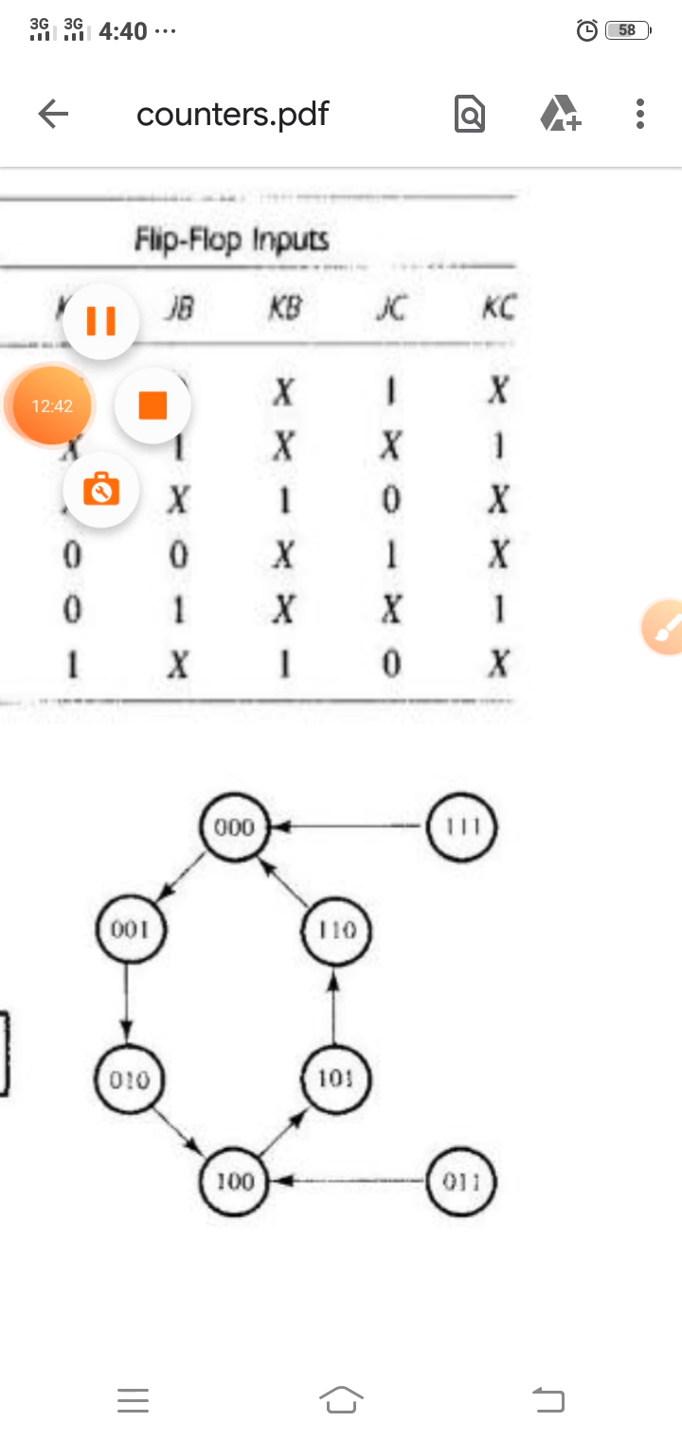 3G 3G 4:40 ...
58
counters.pdf
Flip-Flop Inputs
JB KB JC KC
X 1 X
12:42
X 1 X X 1
X 1 0 X
0 0 X 1 X
0 1 X X 1
1 X 1 0 X
000 111
001 110
010 101
100 011